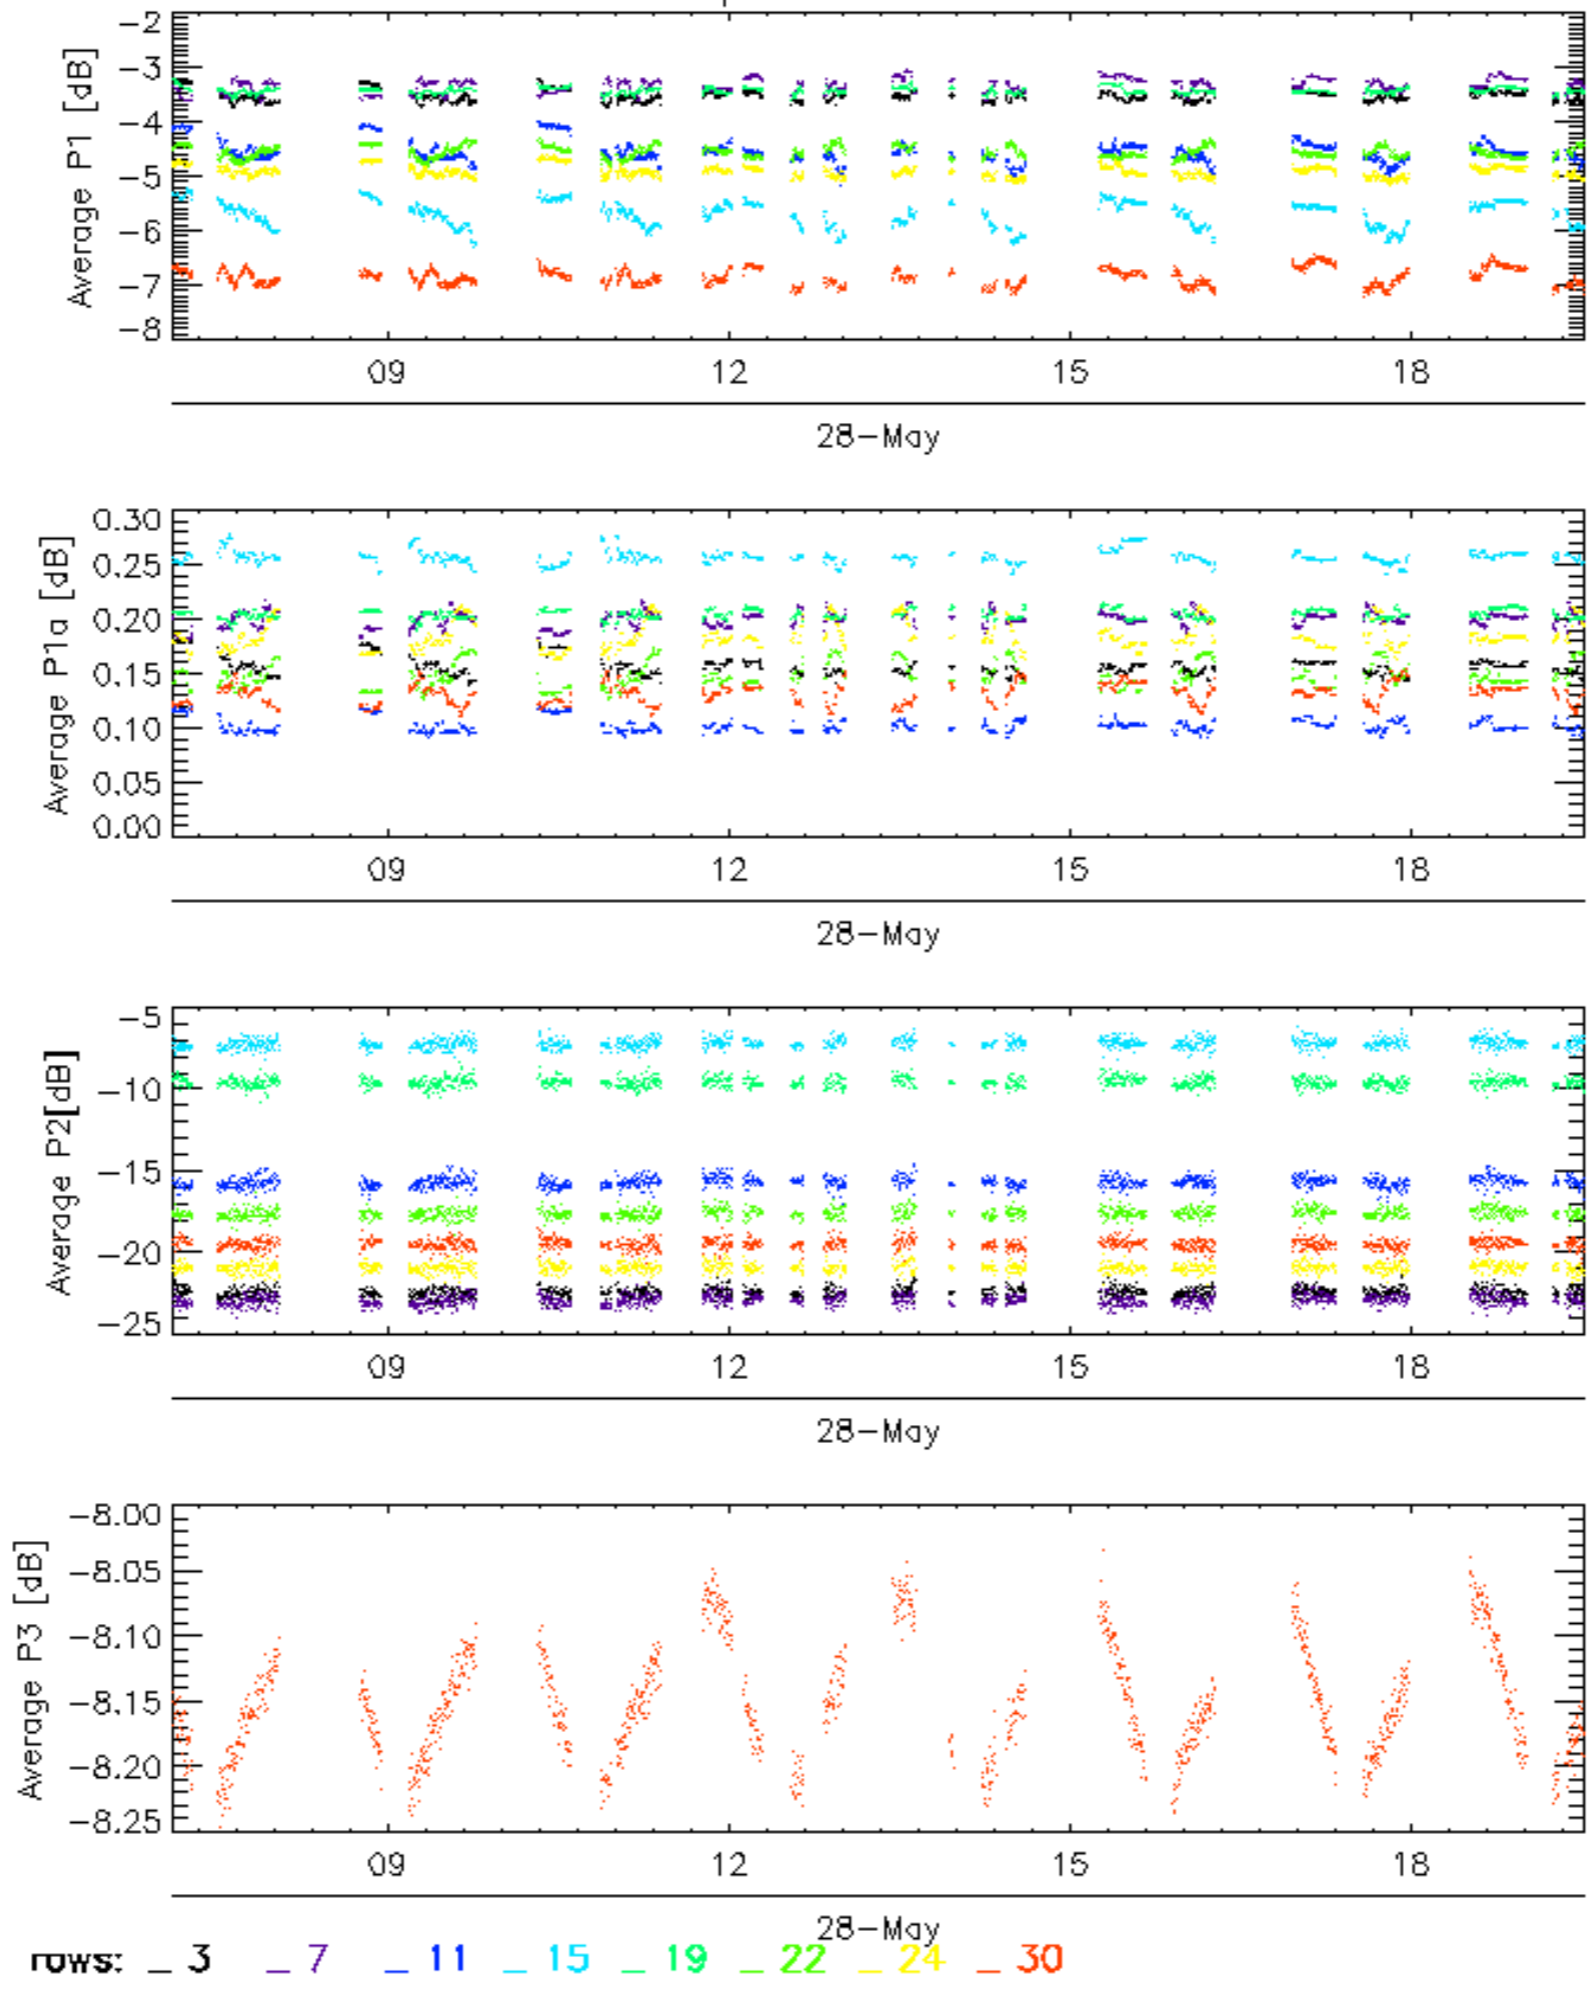 Average P1 [dB]
-2
-3
-4
-5
-6
-7
-8
09 12 15 18
28-May
Average P1a [dB]
0.30
0.25
0.20
0.15
0.10
0.05
0.00
09 12 15 18
28-May
Average P2[dB]
-5
-10
-15
-20
-25
09 12 15 18
28-May
Average P3 [dB]
-8.00
-8.05
-8.10
-8.15
-8.20
-8.25
09 12 15 18
28-May
rows: _ 3 _ 7 _ 11 _ 15 _ 19 _ 22 _ 24 _ 30